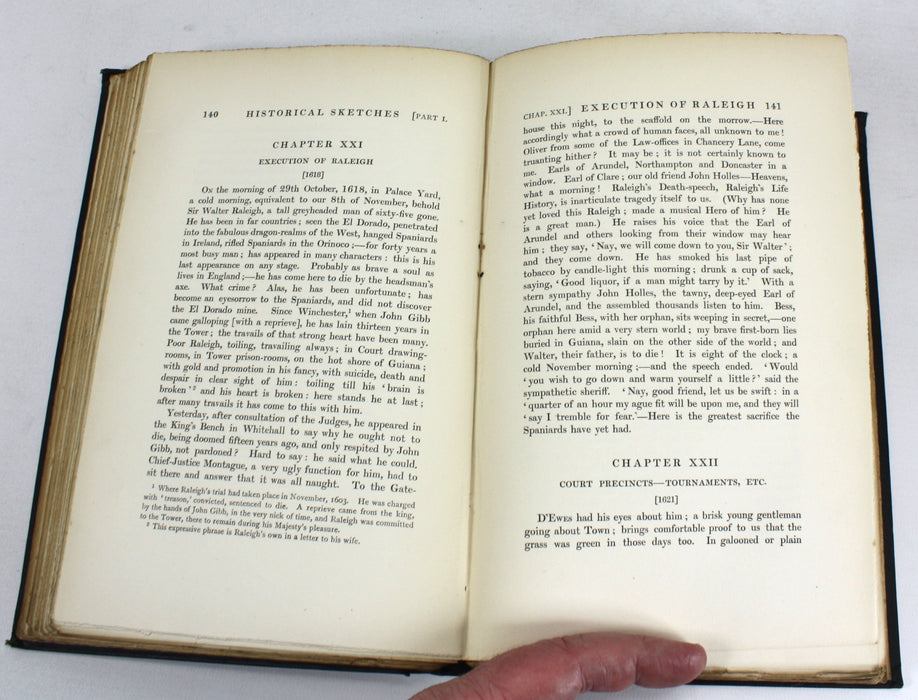 140 HISTORICAL SKETCHES [PART I.
CHAPTER XXI
EXECUTION OF RALEIGH
[1618]
ON the morning of 29th October, 1618, in Palace Yard,
a cold morning, equivalent to our 8th of November, behold
Sir Walter Raleigh, a tall greyheaded man of sixty-five gone.
He has been in far countries; seen the El Dorado, penetrated
into the fabulous dragon-realms of the West, hanged Spaniards
in Ireland, rifled Spaniards in the Orinoco;—for forty years a
most busy man; has appeared in many characters: this is his
last appearance on any stage. Probably as brave a soul as
lives in England;—he has come here to die by the headsman's
axe. What crime? Alas, he has been unfortunate; has
become an eyesorrow to the Spaniards, and did not discover
the El Dorado mine. Since Winchester,¹ when John Gibb
came galloping [with a reprieve], he has lain thirteen years in
the Tower; the travails of that strong heart have been many.
Poor Raleigh, toiling, travailing always; in Court drawing-
rooms, in Tower prison-rooms, on the hot shore of Guiana;
with gold and promotion in his fancy, with suicide, death and
despair in clear sight of him: toiling till his 'brain is
broken'² and his heart is broken: here stands he at last;
after many travails it has come to this with him.
Yesterday, after consultation of the Judges, he appeared in
the King's Bench in Whitehall to say why he ought not to
die, being doomed fifteen years ago, and only respited by John
Gibb, not pardoned? Hard to say: he said what he could.
Chief-Justice Montague, a very ugly function for him, had to
sit there and answer that it was all naught. To the Gate-
¹ Where Raleigh's trial had taken place in November, 1603. He was charged
with 'treason,' convicted, sentenced to die. A reprieve came from the king,
by the hands of John Gibb, in the very nick of time, and Raleigh was committed
to the Tower, there to remain during his Majesty's pleasure.
² This expressive phrase is Raleigh's own in a letter to his wife.
CHAP. XXI.] EXECUTION OF RALEIGH 141
house this night, to the scaffold on the morrow.—Here
accordingly what a crowd of human faces, all unknown to me!
Oliver from some of the Law-offices in Chancery Lane, come
truanting hither? It may be; it is not certainly known to
me. Earls of Arundel, Northampton and Doncaster in a
window. Earl of Clare; our old friend John Holles—Heavens,
what a morning! Raleigh's Death-speech, Raleigh's Life
History, is inarticulate tragedy itself to us. (Why has none
yet loved this Raleigh; made a musical Hero of him? He
is a great man.) He raises his voice that the Earl of
Arundel and others looking from their window may hear
him; they say, 'Nay, we will come down to you, Sir Walter';
and they come down. He has smoked his last pipe of
tobacco by candle-light this morning; drunk a cup of sack,
saying, 'Good liquor, if a man might tarry by it.' With a
stern sympathy John Holles, the tawny, deep-eyed Earl of
Arundel, and the assembled thousands listen to him. Bess,
his faithful Bess, with her orphan, sits weeping in secret,—one
orphan here amid a very stern world; my brave first-born lies
buried in Guiana, slain on the other side of the world; and
Walter, their father, is to die! It is eight of the clock; a
cold November morning;—and the speech ended. 'Would
'you wish to go down and warm yourself a little?' said the
sympathetic sheriff. 'Nay, good friend, let us be swift: in a
'quarter of an hour my ague fit will be upon me, and they will
'say I tremble for fear.'—Here is the greatest sacrifice the
Spaniards have yet had.
CHAPTER XXII
COURT PRECINCTS—TOURNAMENTS, ETC.
[1621]
D'EWES had his eyes about him; a brisk young gentleman
going about Town; brings comfortable proof to us that the
grass was green in those days too. In galooned or plain